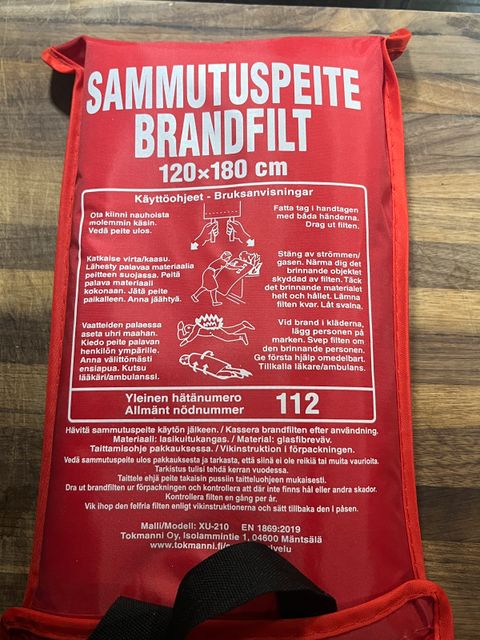 SAMMUTUSPEITE
BRANDFILT
120×180 cm
Käyttöohjeet - Bruksanvisningar
Ota kiinni nauhoista
molemmin käsin.
Vedä peite ulos.
Fatta tag i handtagen
med båda händerna.
Drag ut filten.
Katkaise virta/kaasu.
Lähesty palavaa materiaalia
peitteen suojassa. Peitä
palava materiaali
kokonaan. Jätä peite
paikalleen. Anna jäähtyä.
Stäng av strömmen/
gasen. Närma dig det
brinnande objektet
skyddad av filten. Täck
det brinnande materialet
helt och hållet. Lämna
filten kvar. Låt svalna.
Vaatteiden palaessa
aseta uhri maahan.
Kiedo peite palavan
henkilön ympärille.
Anna välittömästi
ensiapua. Kutsu
lääkäri/ambulanssi.
Vid brand i kläderna,
lägg personen på
marken. Svep filten om
den brinnande personen.
Ge första hjälp omedelbart.
Tillkalla läkare/ambulans.
Yleinen hätänumero
Allmänt nödnummer
112
Hävitä sammutuspeite käytön jälkeen. / Kassera brandfilten efter användning.
Materiaali: lasikuitukangas. / Material: glasfibreväv.
Taittamisohje pakkauksessa. / Vikinstruktion i förpackningen.
Vedä sammutuspeite ulos pakkauksesta ja tarkasta, että siinä ei ole reikiä tai muita vaurioita.
Tarkistus tulisi tehdä kerran vuodessa.
Taittele ehjä peite takaisin pussiin taitteluohjeen mukaisesti.
Dra ut brandfilten ur förpackningen och kontrollera att där inte finns hål eller andra skador.
Kontrollera filten en gång per år.
Vik ihop den felfria filten enligt vikinstruktionerna och sätt tillbaka den i påsen.
Malli/Modell: XU-210 EN 1869:2019
Tokmanni Oy, Isolammintie 1, 04600 Mäntsälä
www.tokmanni.fi/